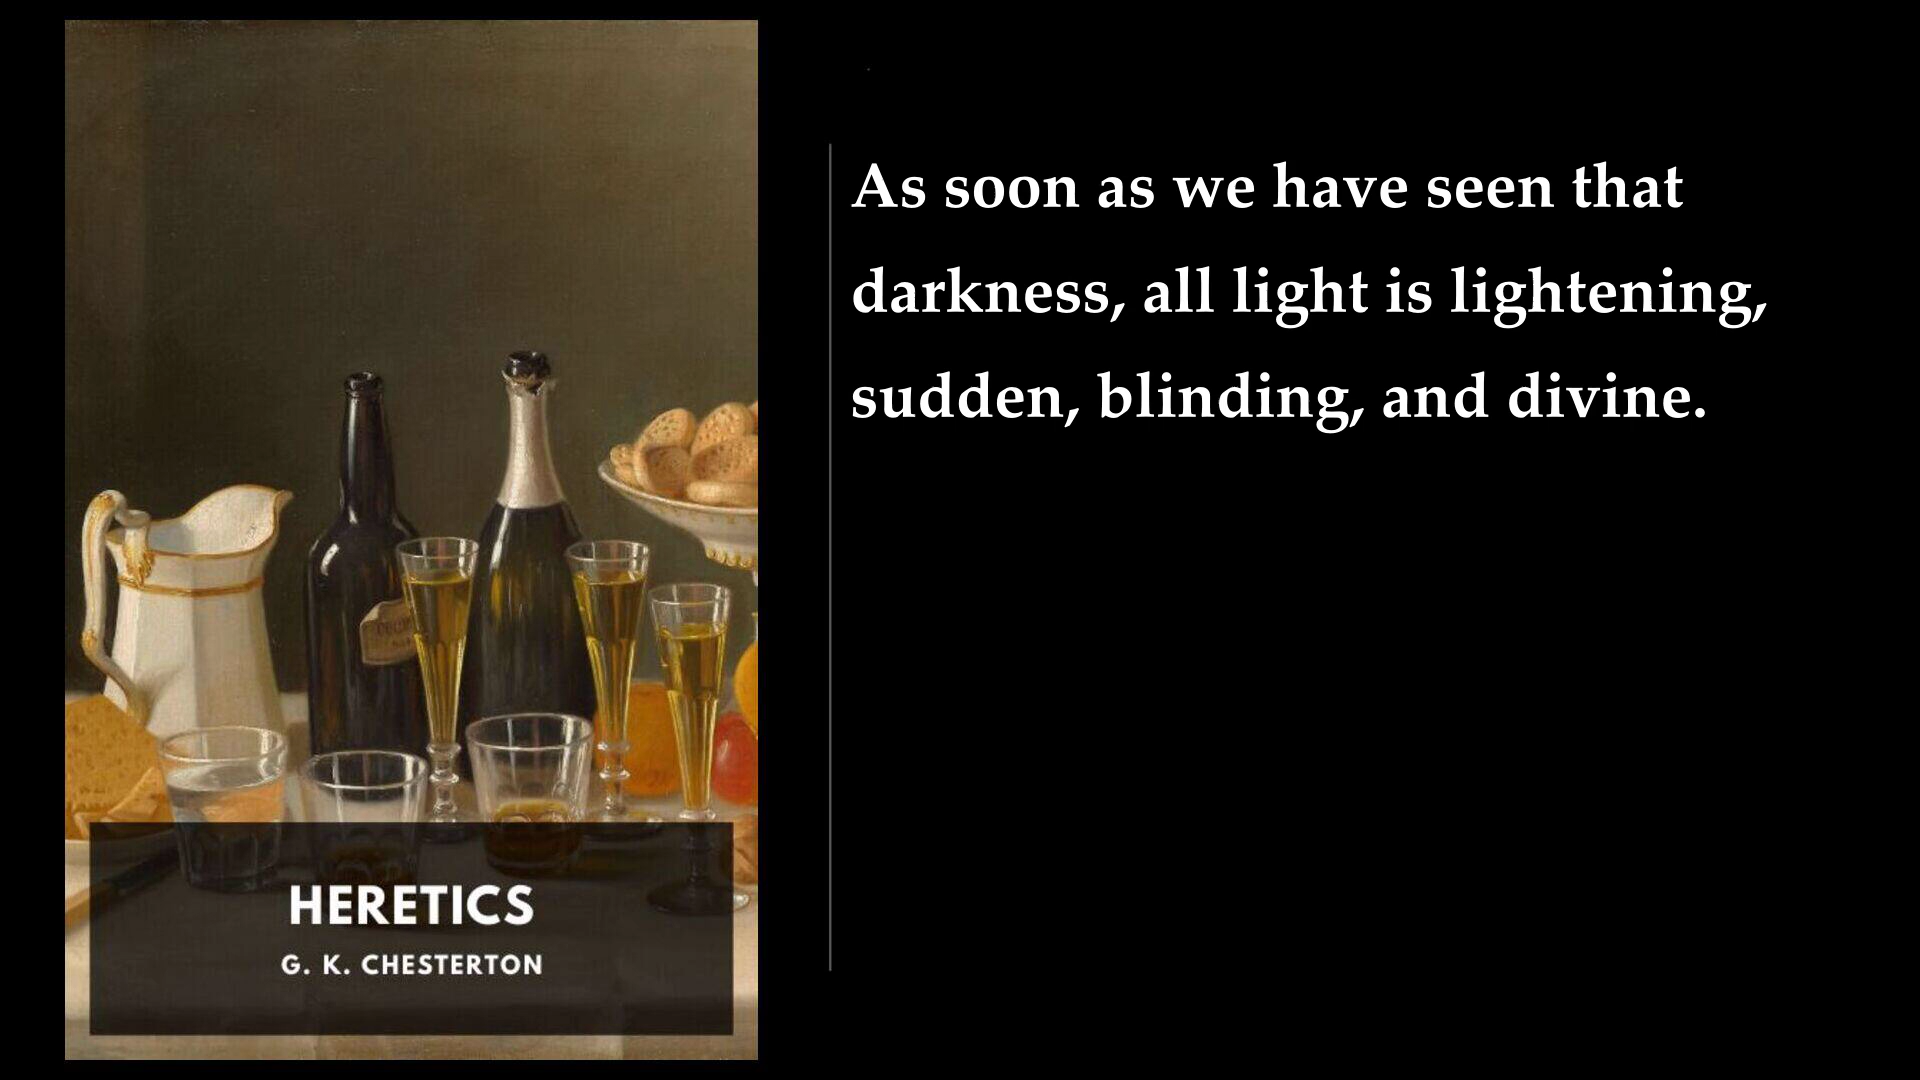 HERETICS
G. K. CHESTERTON
As soon as we have seen that
darkness, all light is lightening,
sudden, blinding, and divine.